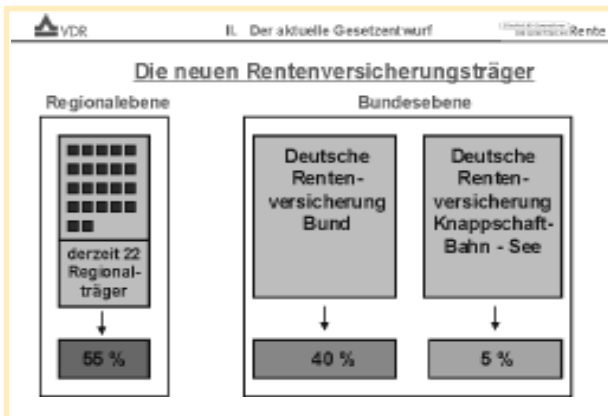 VDR
II. Der aktuelle Gesetzentwurf
Rente
Die neuen Rentenversicherungsträger
Regionalebene
Bundesebene
derzeit 22
Regional-
träger
55 %
Deutsche
Renten-
versicherung
Bund
40 %
Deutsche
Renten-
versicherung
Knappschaft-
Bahn - See
5 %